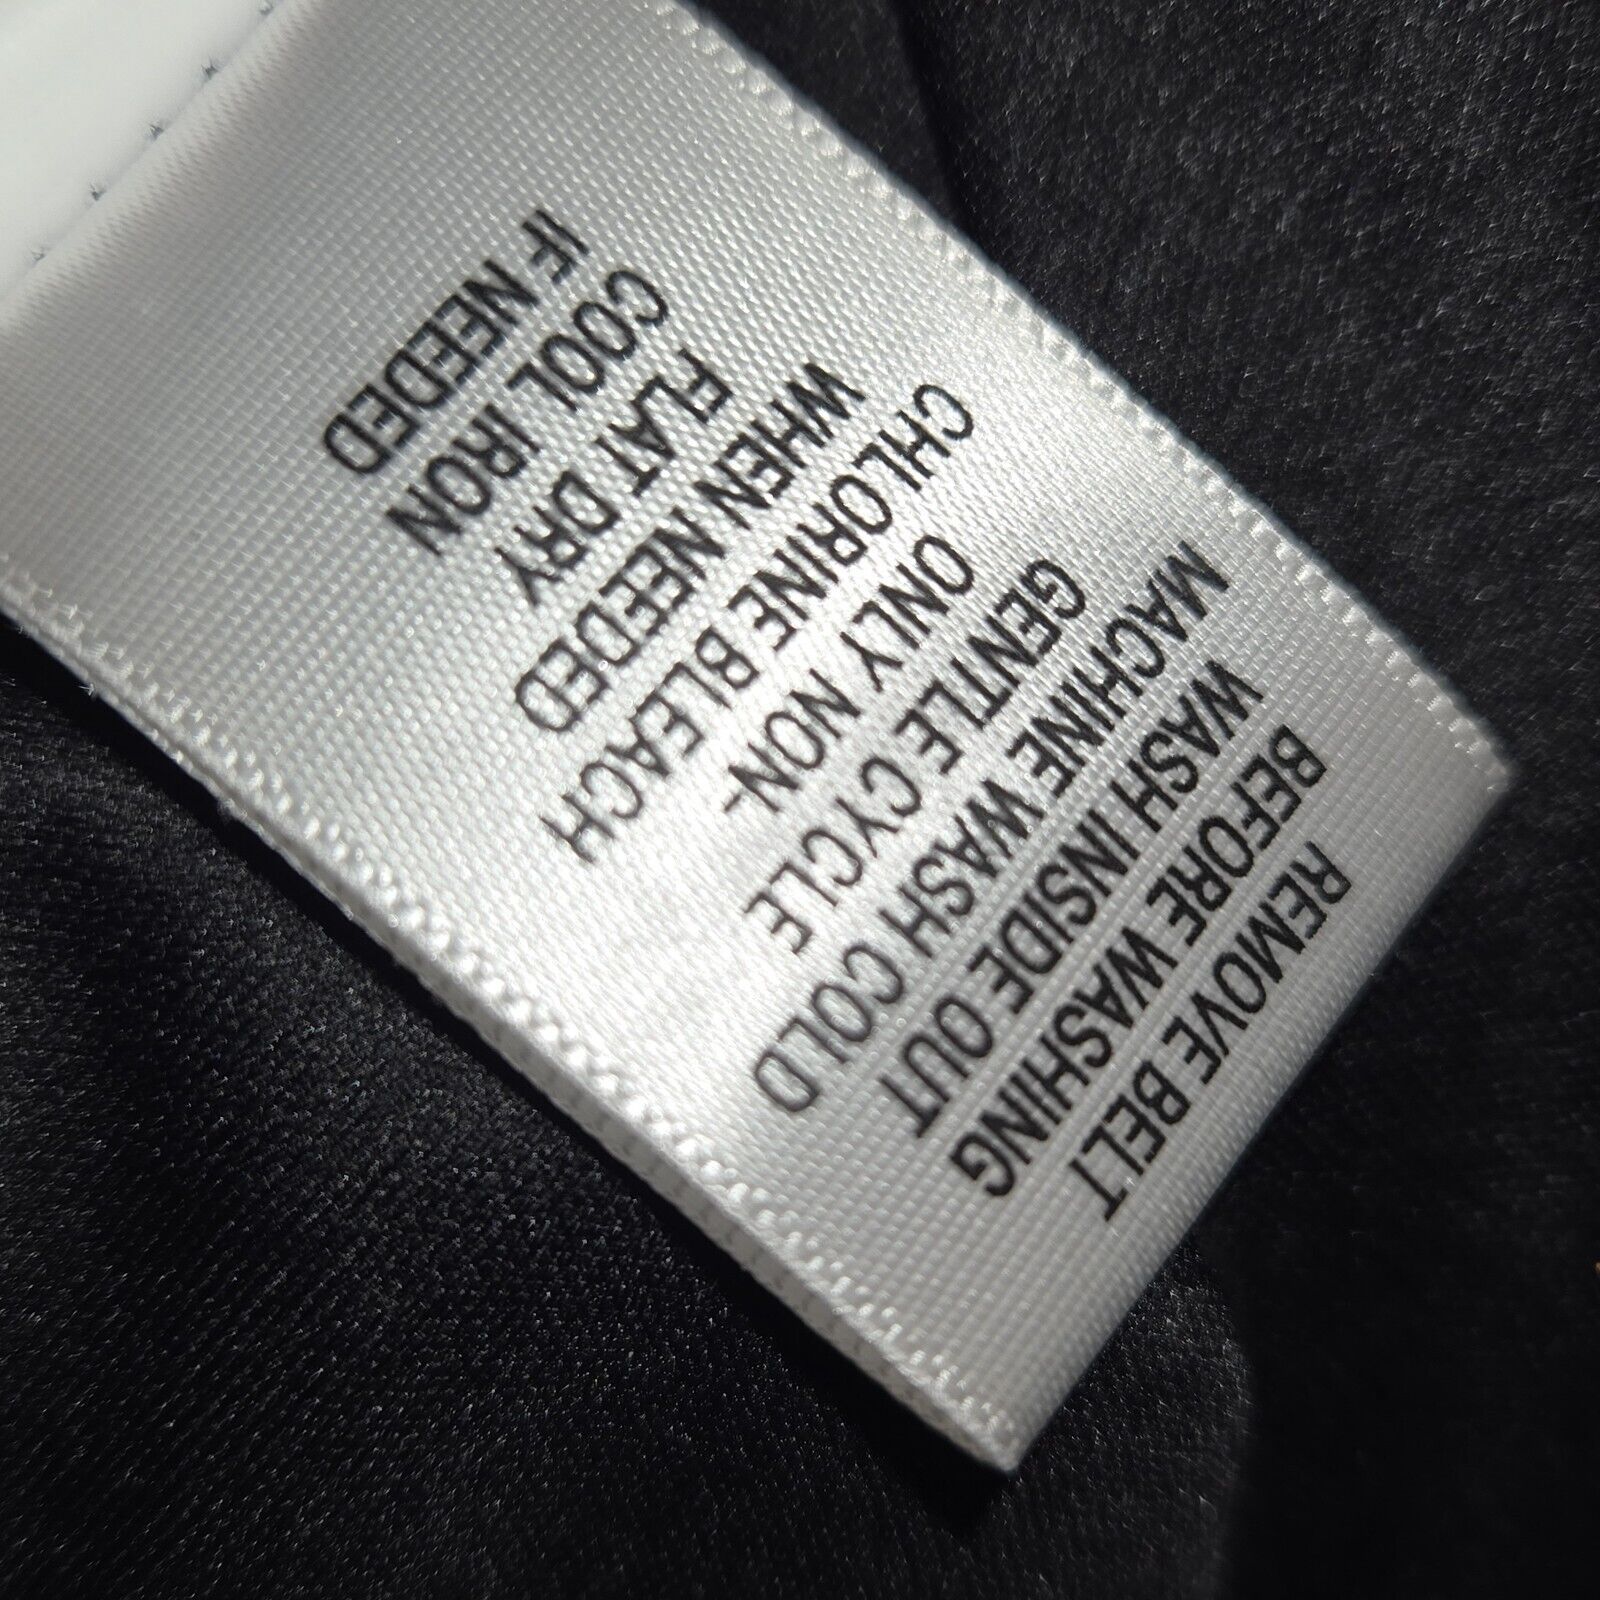 REMOVE BELT
BEFORE WASHING
WASH INSIDE OUT
MACHINE WASH COLD
GENTLE CYCLE
ONLY NON-
CHLORINE BLEACH
WHEN NEEDED
FLAT DRY
COOL IRON
IF NEEDED